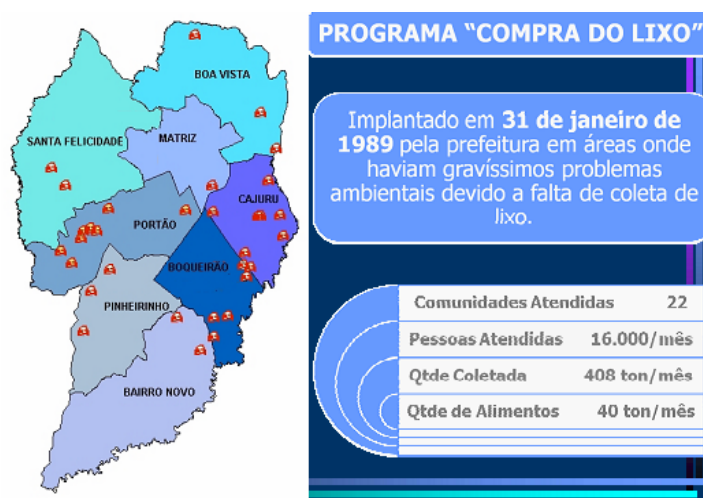 BOA VISTA
SANTA FELICIDADE
MATRIZ
CAJURU
PORTÃO
BOQUEIRÃO
PINHEIRINHO
BAIRRO NOVO
PROGRAMA “COMPRA DO LIXO”
Implantado em 31 de janeiro de
1989 pela prefeitura em áreas onde
haviam gravíssimos problemas
ambientais devido a falta de coleta de
lixo.
Comunidades Atendidas 22
Pessoas Atendidas 16.000/mês
Qtde Coletada 408 ton/mês
Qtde de Alimentos 40 ton/mês